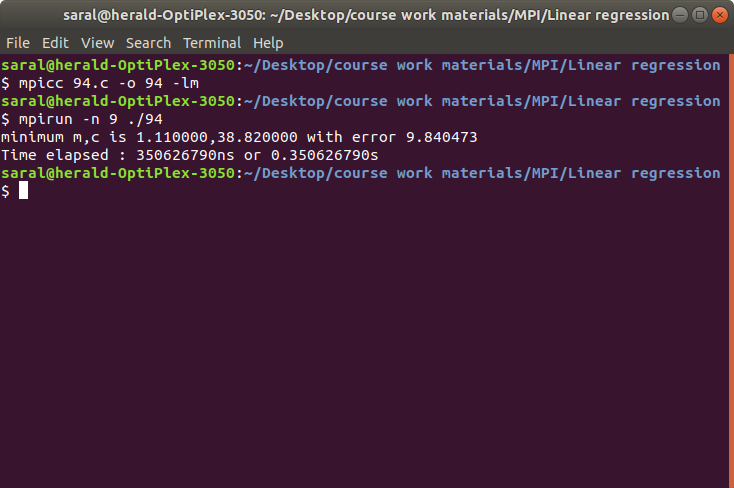 saral@herald-OptiPlex-3050: ~/Desktop/course work materials/MPI/Linear regression
File Edit View Search Terminal Help
saral@herald-OptiPlex-3050:~/Desktop/course work materials/MPI/Linear regression
$ mpicc 94.c -o 94 -lm
saral@herald-OptiPlex-3050:~/Desktop/course work materials/MPI/Linear regression
$ mpirun -n 9 ./94
minimum m,c is 1.110000,38.820000 with error 9.840473
Time elapsed : 350626790ns or 0.350626790s
saral@herald-OptiPlex-3050:~/Desktop/course work materials/MPI/Linear regression
$